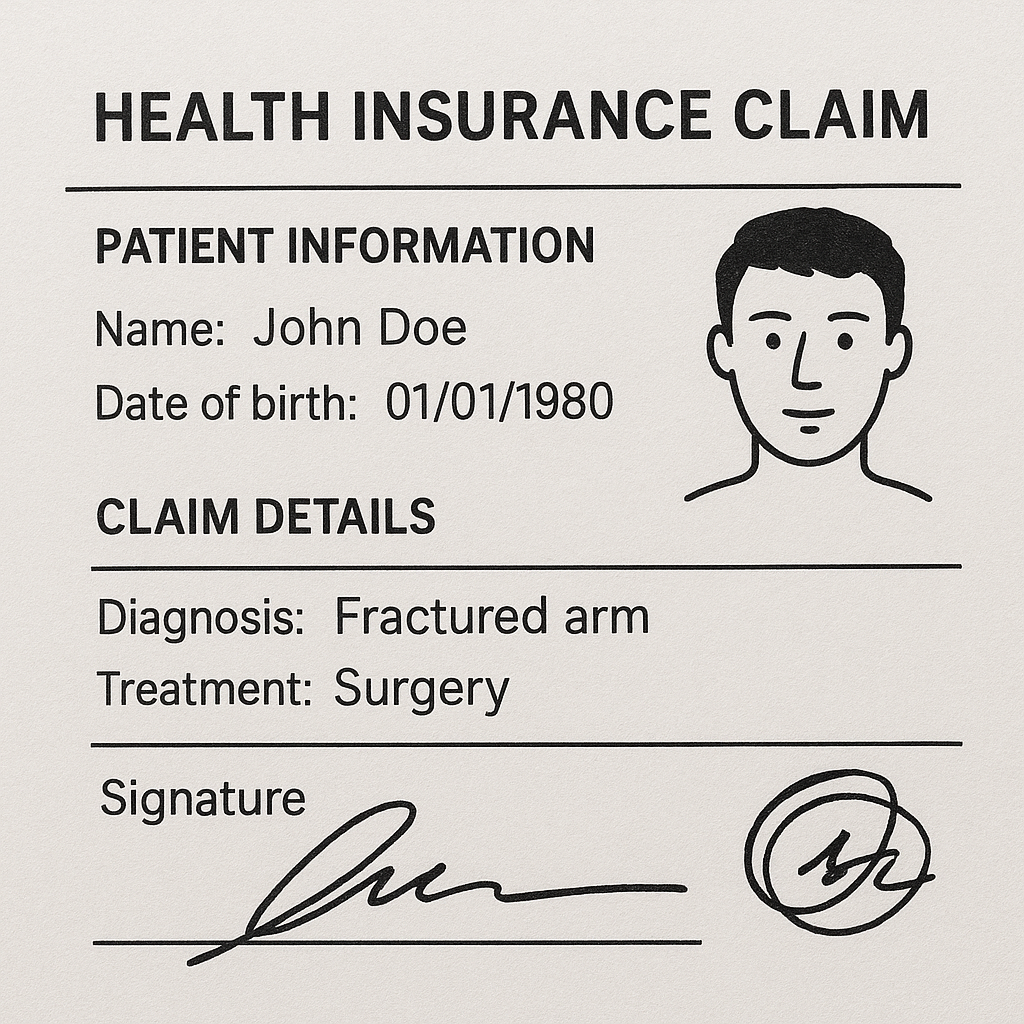 HEALTH INSURANCE CLAIM
PATIENT INFORMATION
Name: John Doe
Date of birth: 01/01/1980
CLAIM DETAILS
Diagnosis: Fractured arm
Treatment: Surgery
Signature